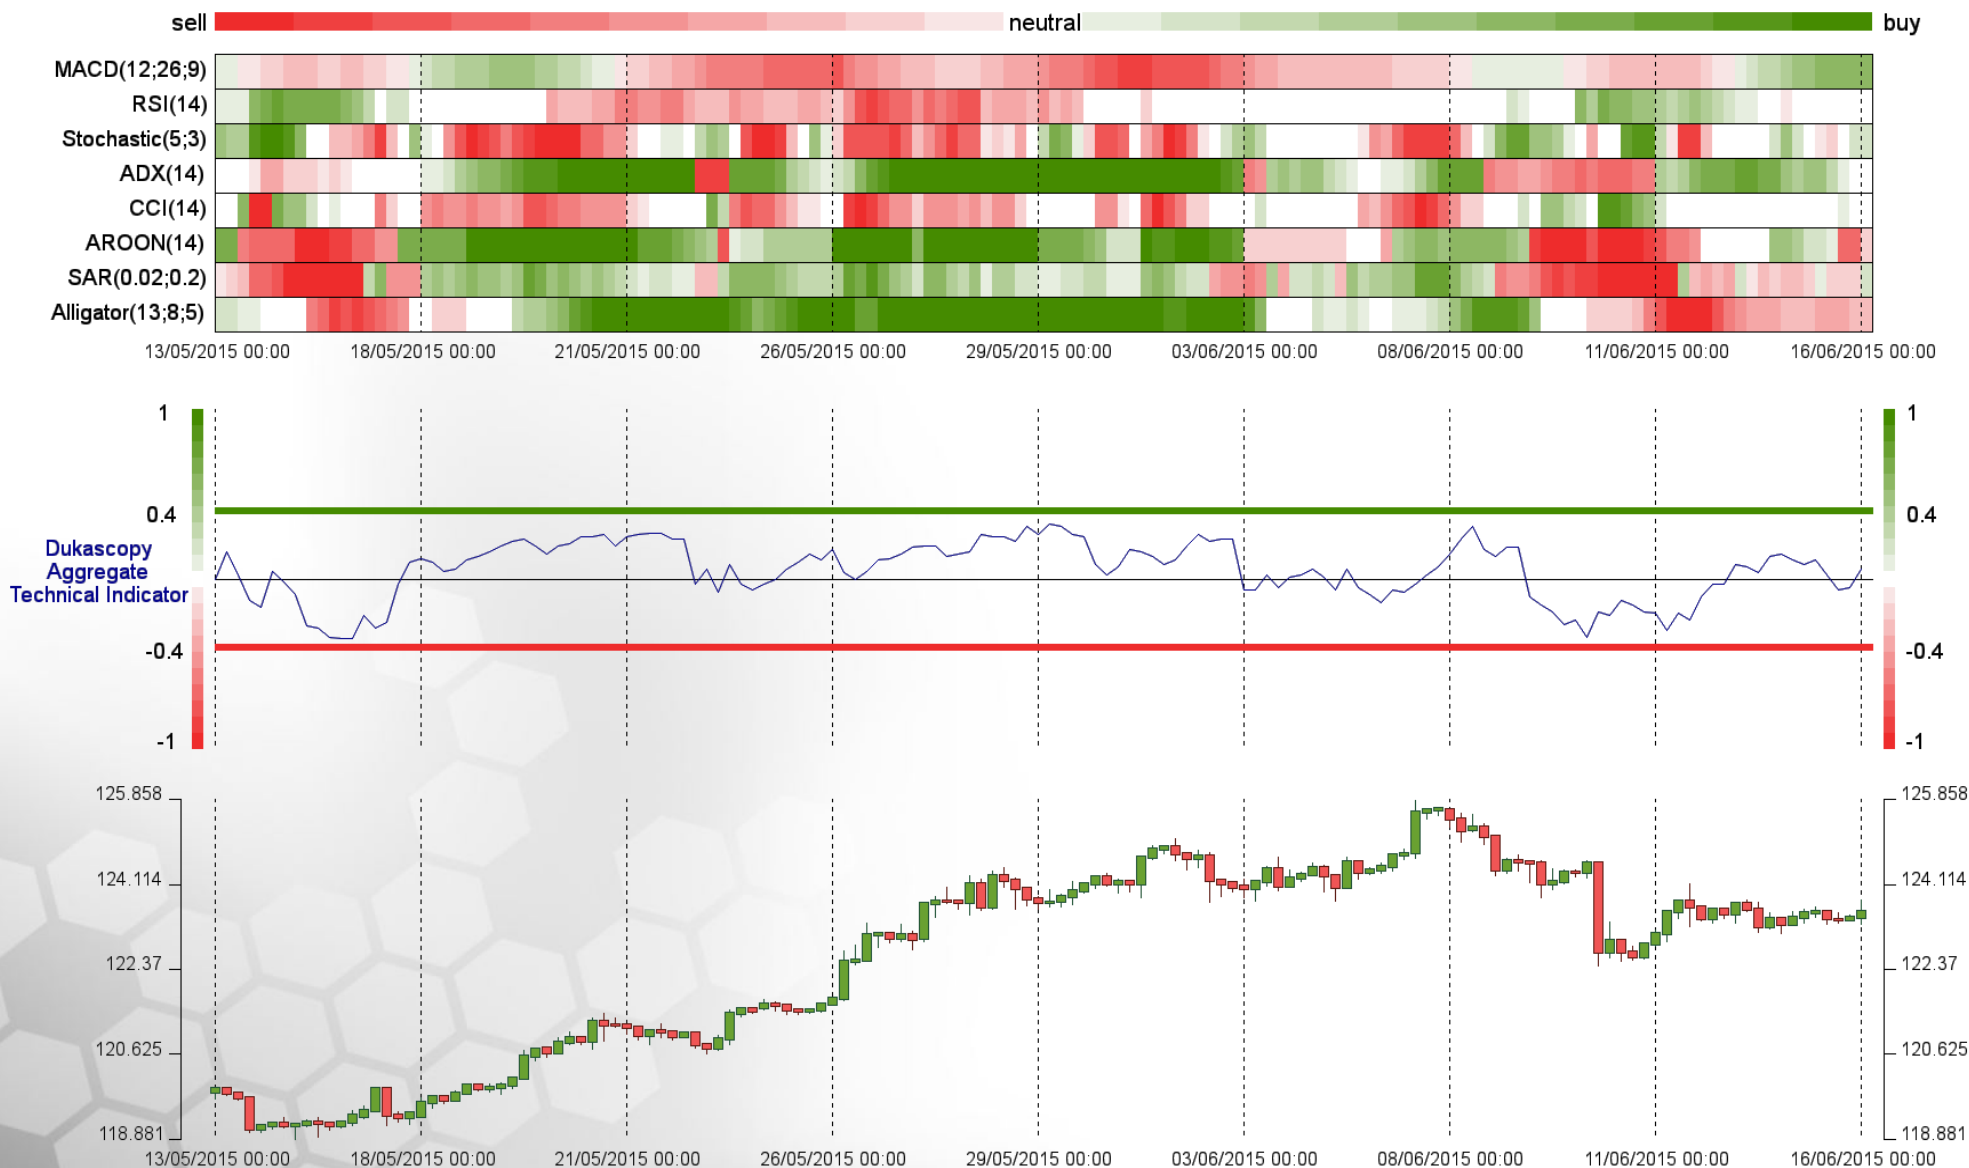 sell neutral buy
MACD(12;26;9)
RSI(14)
Stochastic(5;3)
ADX(14)
CCI(14)
AROON(14)
SAR(0.02;0.2)
Alligator(13;8;5)
13/05/2015 00:00 18/05/2015 00:00 21/05/2015 00:00 26/05/2015 00:00 29/05/2015 00:00 03/06/2015 00:00 08/06/2015 00:00 11/06/2015 00:00 16/06/2015 00:00
1 1
0.4 0.4
Dukascopy
Aggregate
Technical Indicator
-0.4 -0.4
-1 -1
125.858 125.858
124.114 124.114
122.37 122.37
120.625 120.625
118.881 118.881
13/05/2015 00:00 18/05/2015 00:00 21/05/2015 00:00 26/05/2015 00:00 29/05/2015 00:00 03/06/2015 00:00 08/06/2015 00:00 11/06/2015 00:00 16/06/2015 00:00